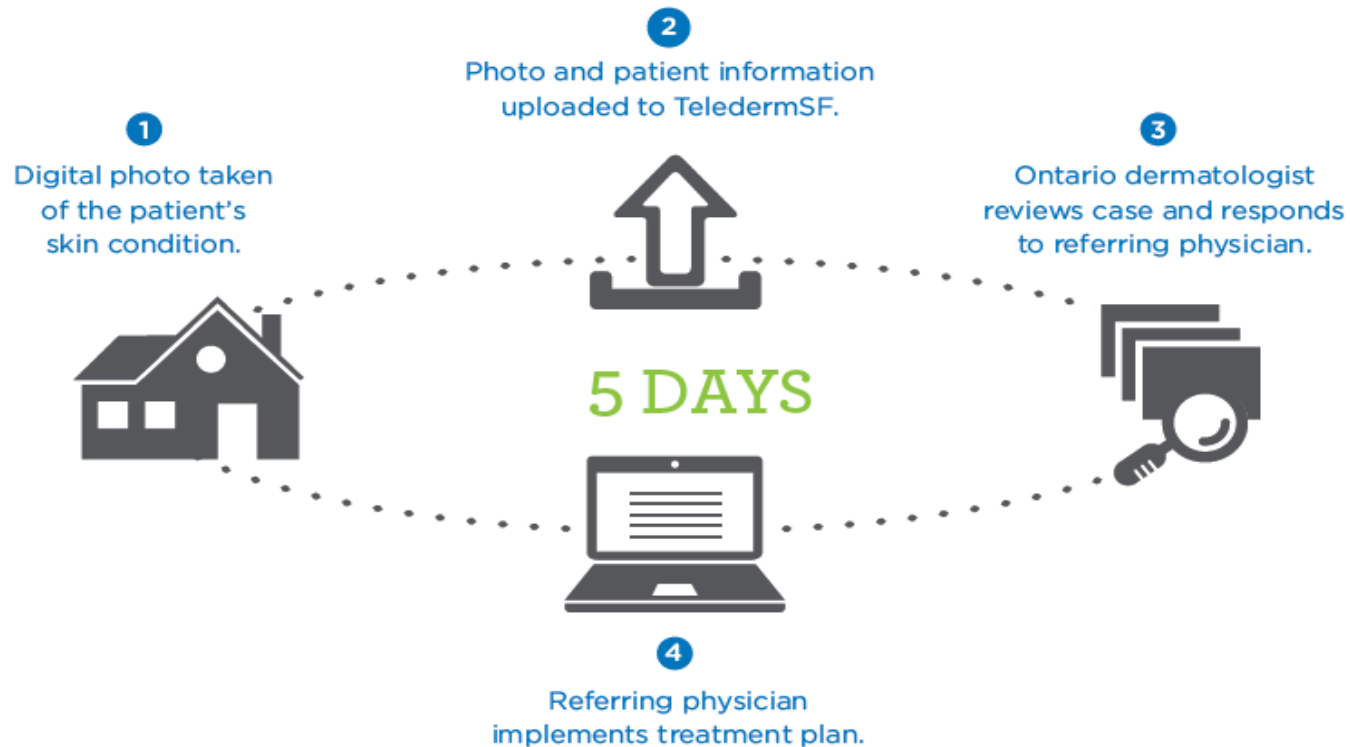 1
Digital photo taken
of the patient's
skin condition.
2
Photo and patient information
uploaded to TeledermSF.
3
Ontario dermatologist
reviews case and responds
to referring physician.
5 DAYS
4
Referring physician
implements treatment plan.